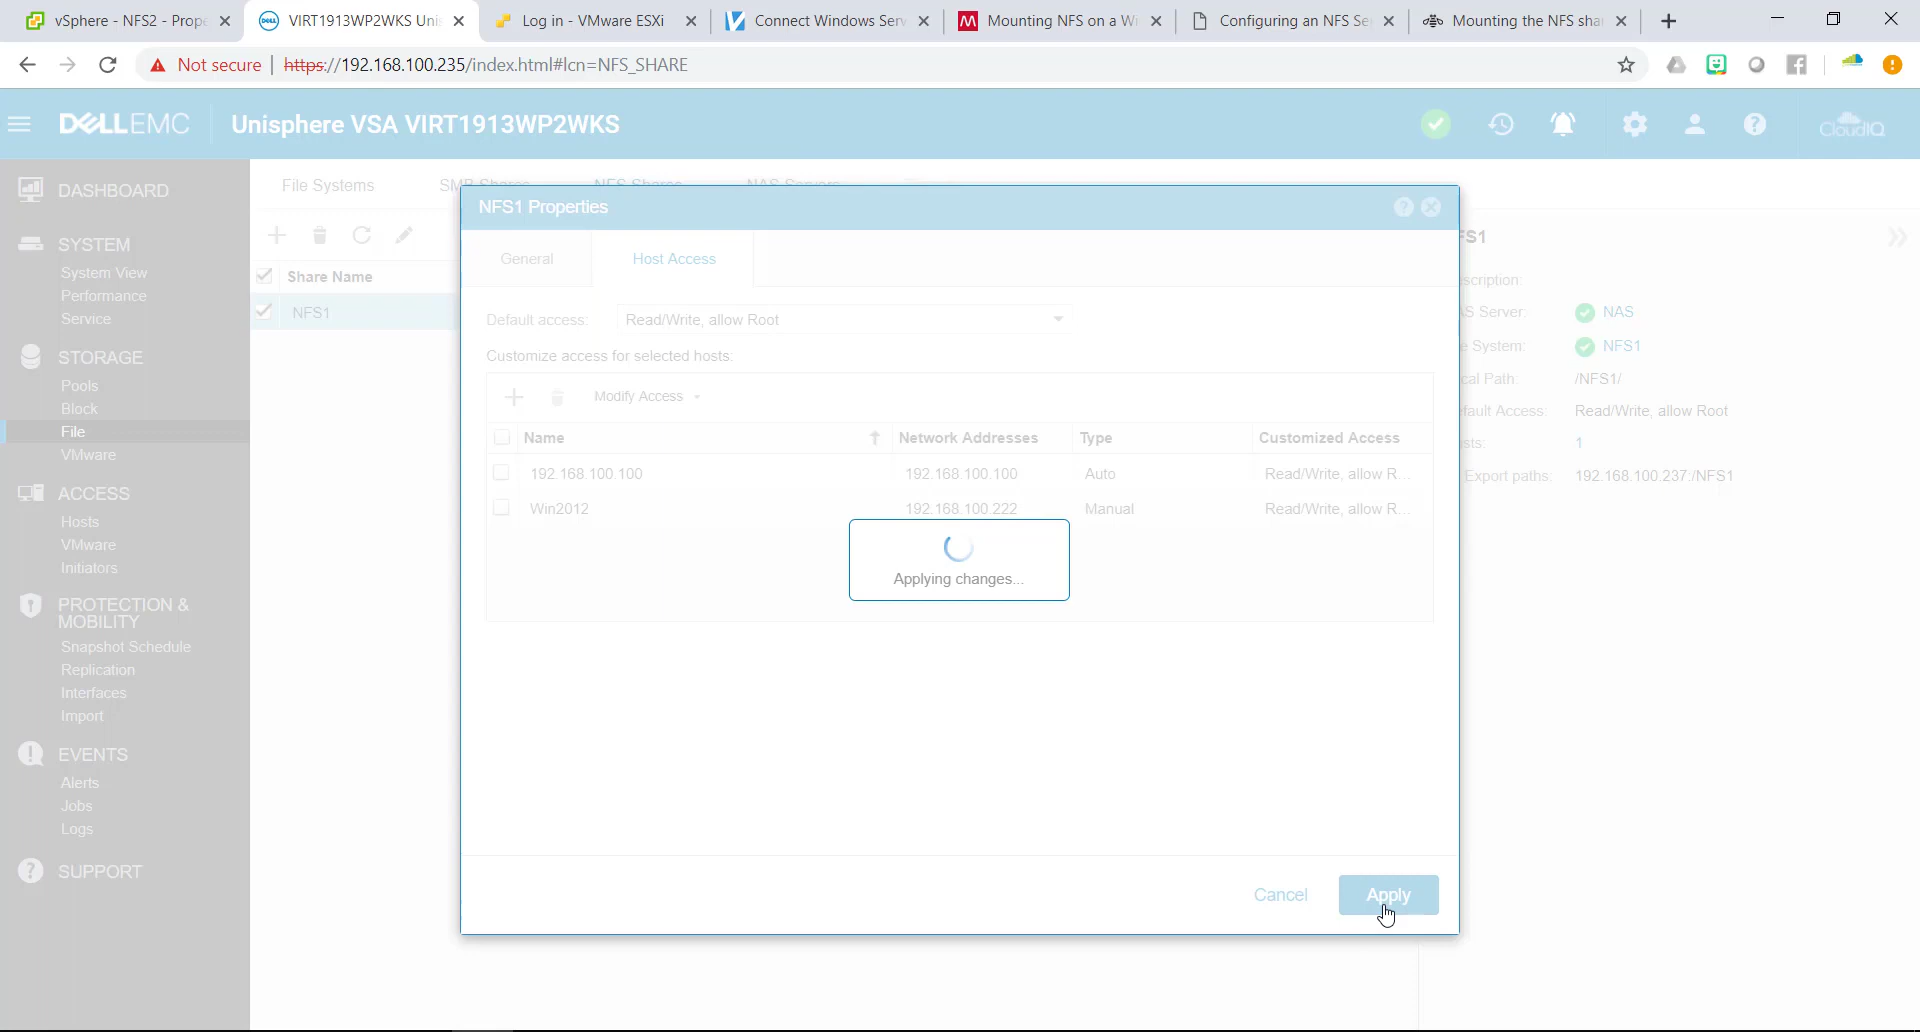 vSphere - NFS2 - Prope
VIRT1913WP2WKS Uni
Log in - VMware ESXi
Connect Windows Serv
Mounting NFS on a Wi
Configuring an NFS Se
Mounting the NFS sha
Not secure
https://192.168.100.235/index.html#lcn=NFS_SHARE
DELLEMC
Unisphere VSA VIRT1913WP2WKS
CloudIQ
DASHBOARD
SYSTEM
System View
Performance
Service
STORAGE
Pools
Block
File
VMware
ACCESS
Hosts
VMware
Initiators
PROTECTION &
MOBILITY
Snapshot Schedule
Replication
Interfaces
Import
EVENTS
Alerts
Jobs
Logs
SUPPORT
File Systems
SMB Shares
NFS Shares
NAS Servers
Share Name
NFS1
NFS1 Properties
General
Host Access
Default access:
Read/Write, allow Root
Customize access for selected hosts:
Modify Access
Name
Network Addresses
Type
Customized Access
192.168.100.100
192.168.100.100
Auto
Read/Write, allow R...
Win2012
192.168.100.222
Manual
Read/Write, allow R...
Applying changes...
Cancel
Apply
FS1
scription:
AS Server:
NAS
e System:
NFS1
cal Path:
/NFS1/
fault Access:
Read/Write, allow Root
sts:
1
Export paths:
192.168.100.237:/NFS1